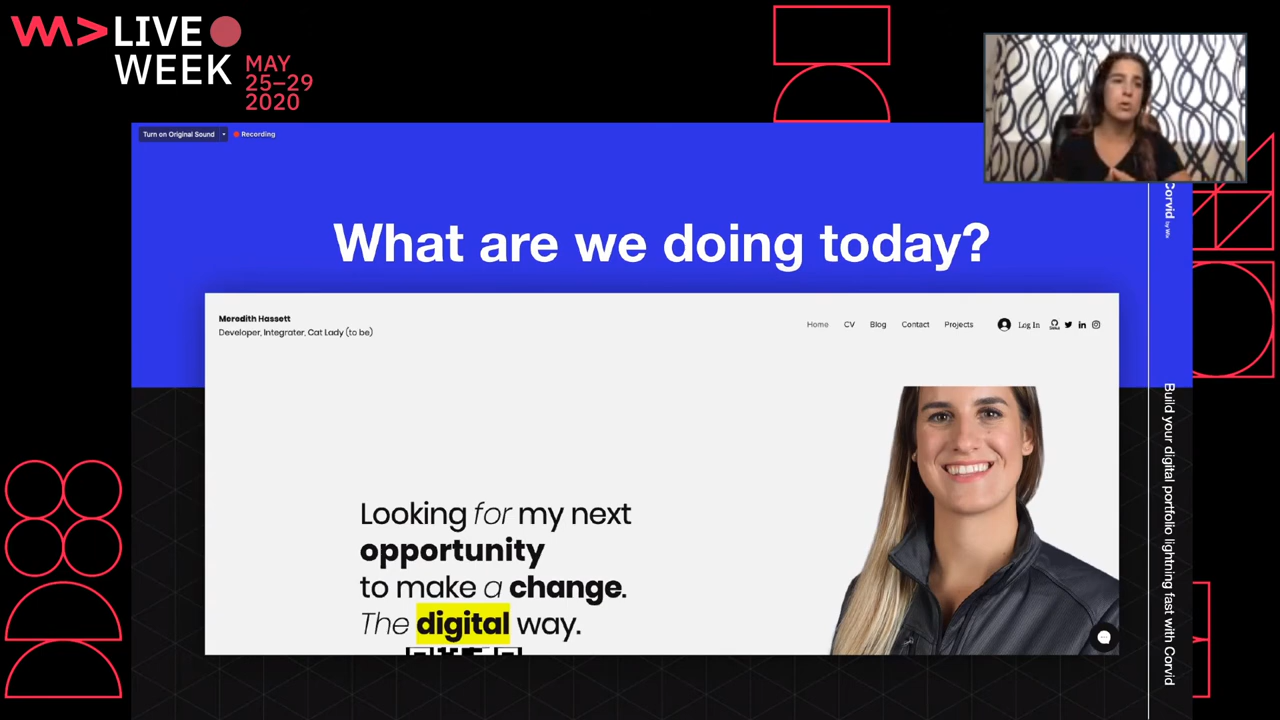 LIVE
WEEK
MAY
25–29
2020
Turn on Original Sound
Recording
What are we doing today?
Corvid by Wix
Meredith Hassett
Developer, Integrater, Cat Lady (to be)
Home CV Blog Contact Projects Log In
Looking for my next
opportunity
to make a change.
The digital way.
Build your digital portfolio lightning fast with Corvid